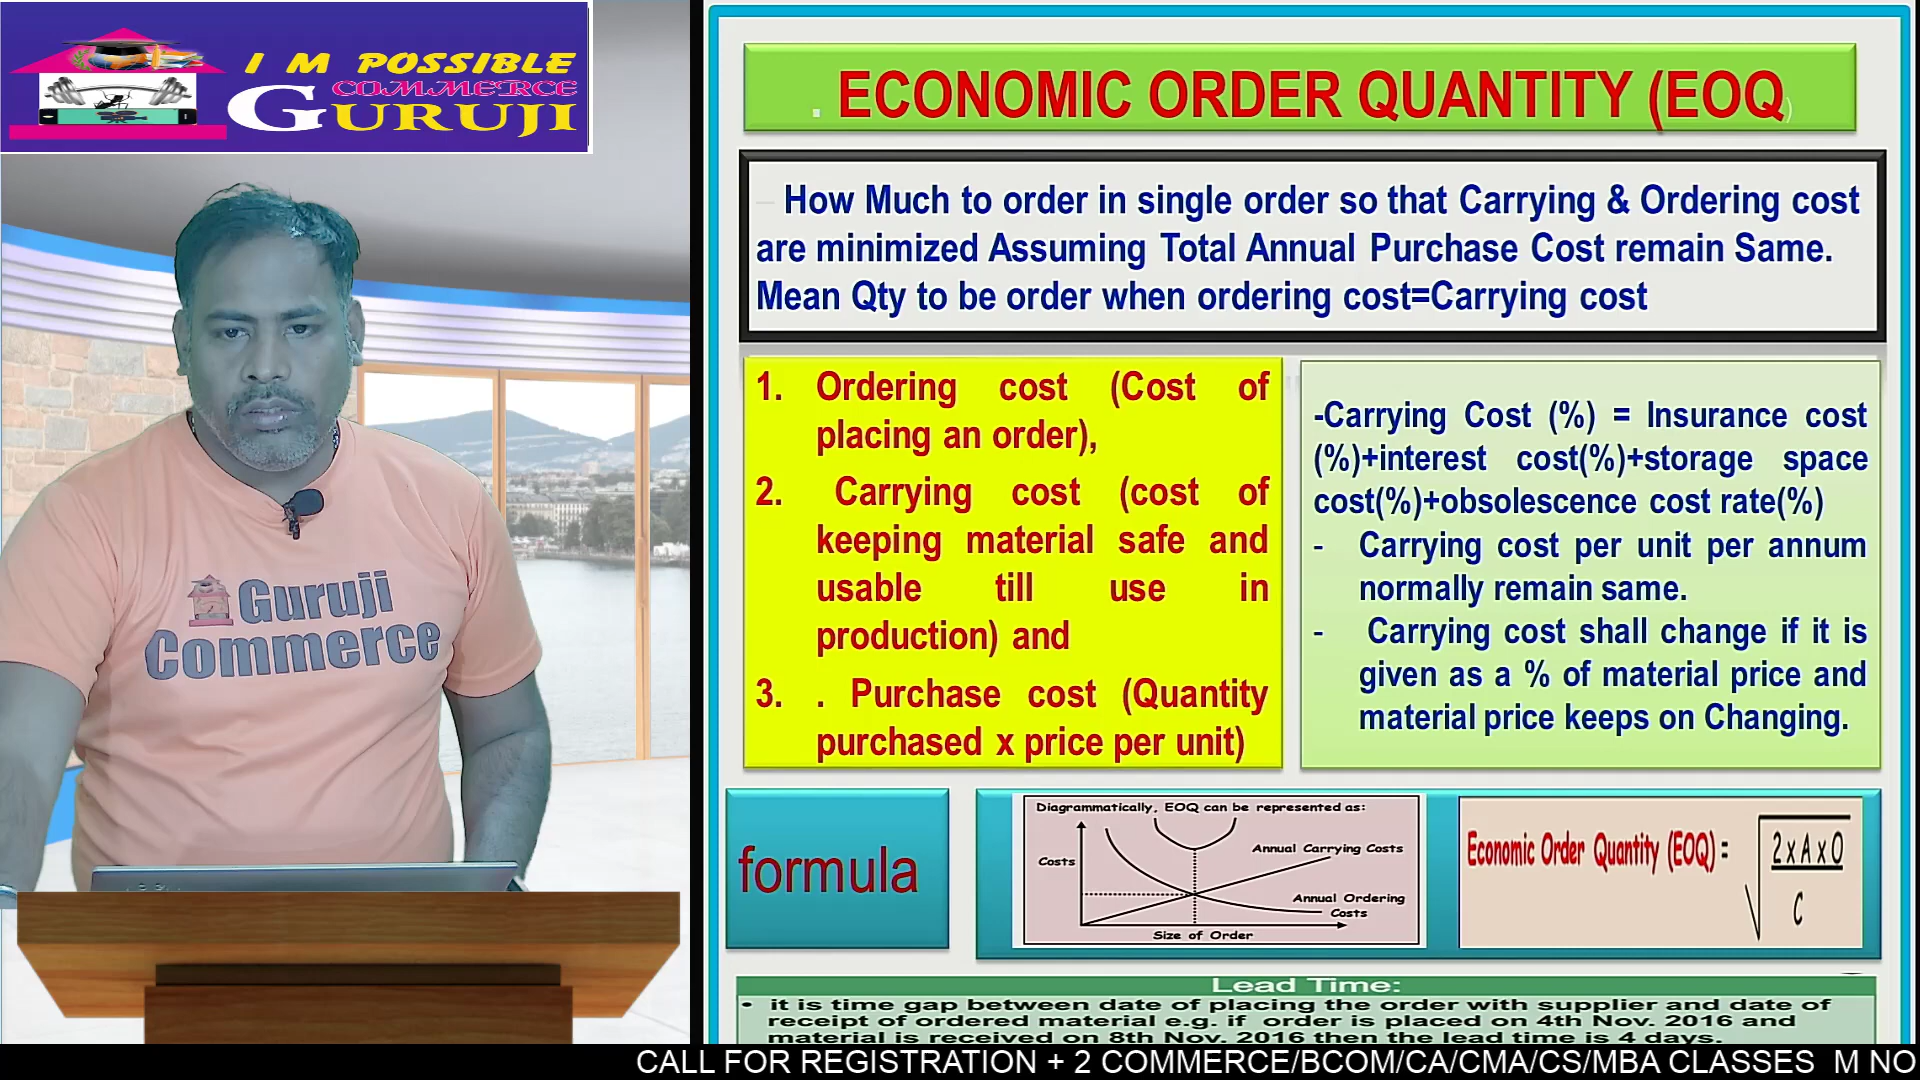 I M POSSIBLE
COMMERCE
GURUJI
Guruji
Commerce
. ECONOMIC ORDER QUANTITY (EOQ)
– How Much to order in single order so that Carrying & Ordering cost
are minimized Assuming Total Annual Purchase Cost remain Same.
Mean Qty to be order when ordering cost=Carrying cost
1. Ordering cost (Cost of
placing an order),
2. Carrying cost (cost of
keeping material safe and
usable till use in
production) and
3. . Purchase cost (Quantity
purchased x price per unit)
-Carrying Cost (%) = Insurance cost
(%)+interest cost(%)+storage space
cost(%)+obsolescence cost rate(%)
- Carrying cost per unit per annum
normally remain same.
- Carrying cost shall change if it is
given as a % of material price and
material price keeps on Changing.
formula
Diagrammatically, EOQ can be represented as:
Annual Carrying Costs
Costs
Annual Ordering
Costs
Size of Order
Economic Order Quantity (EOQ) = √
2 x A x O
C
Lead Time:
• it is time gap between date of placing the order with supplier and date of
receipt of ordered material e.g. if order is placed on 4th Nov. 2016 and
material is received on 8th Nov. 2016 then the lead time is 4 days.
CALL FOR REGISTRATION + 2 COMMERCE/BCOM/CA/CMA/CS/MBA CLASSES M NO